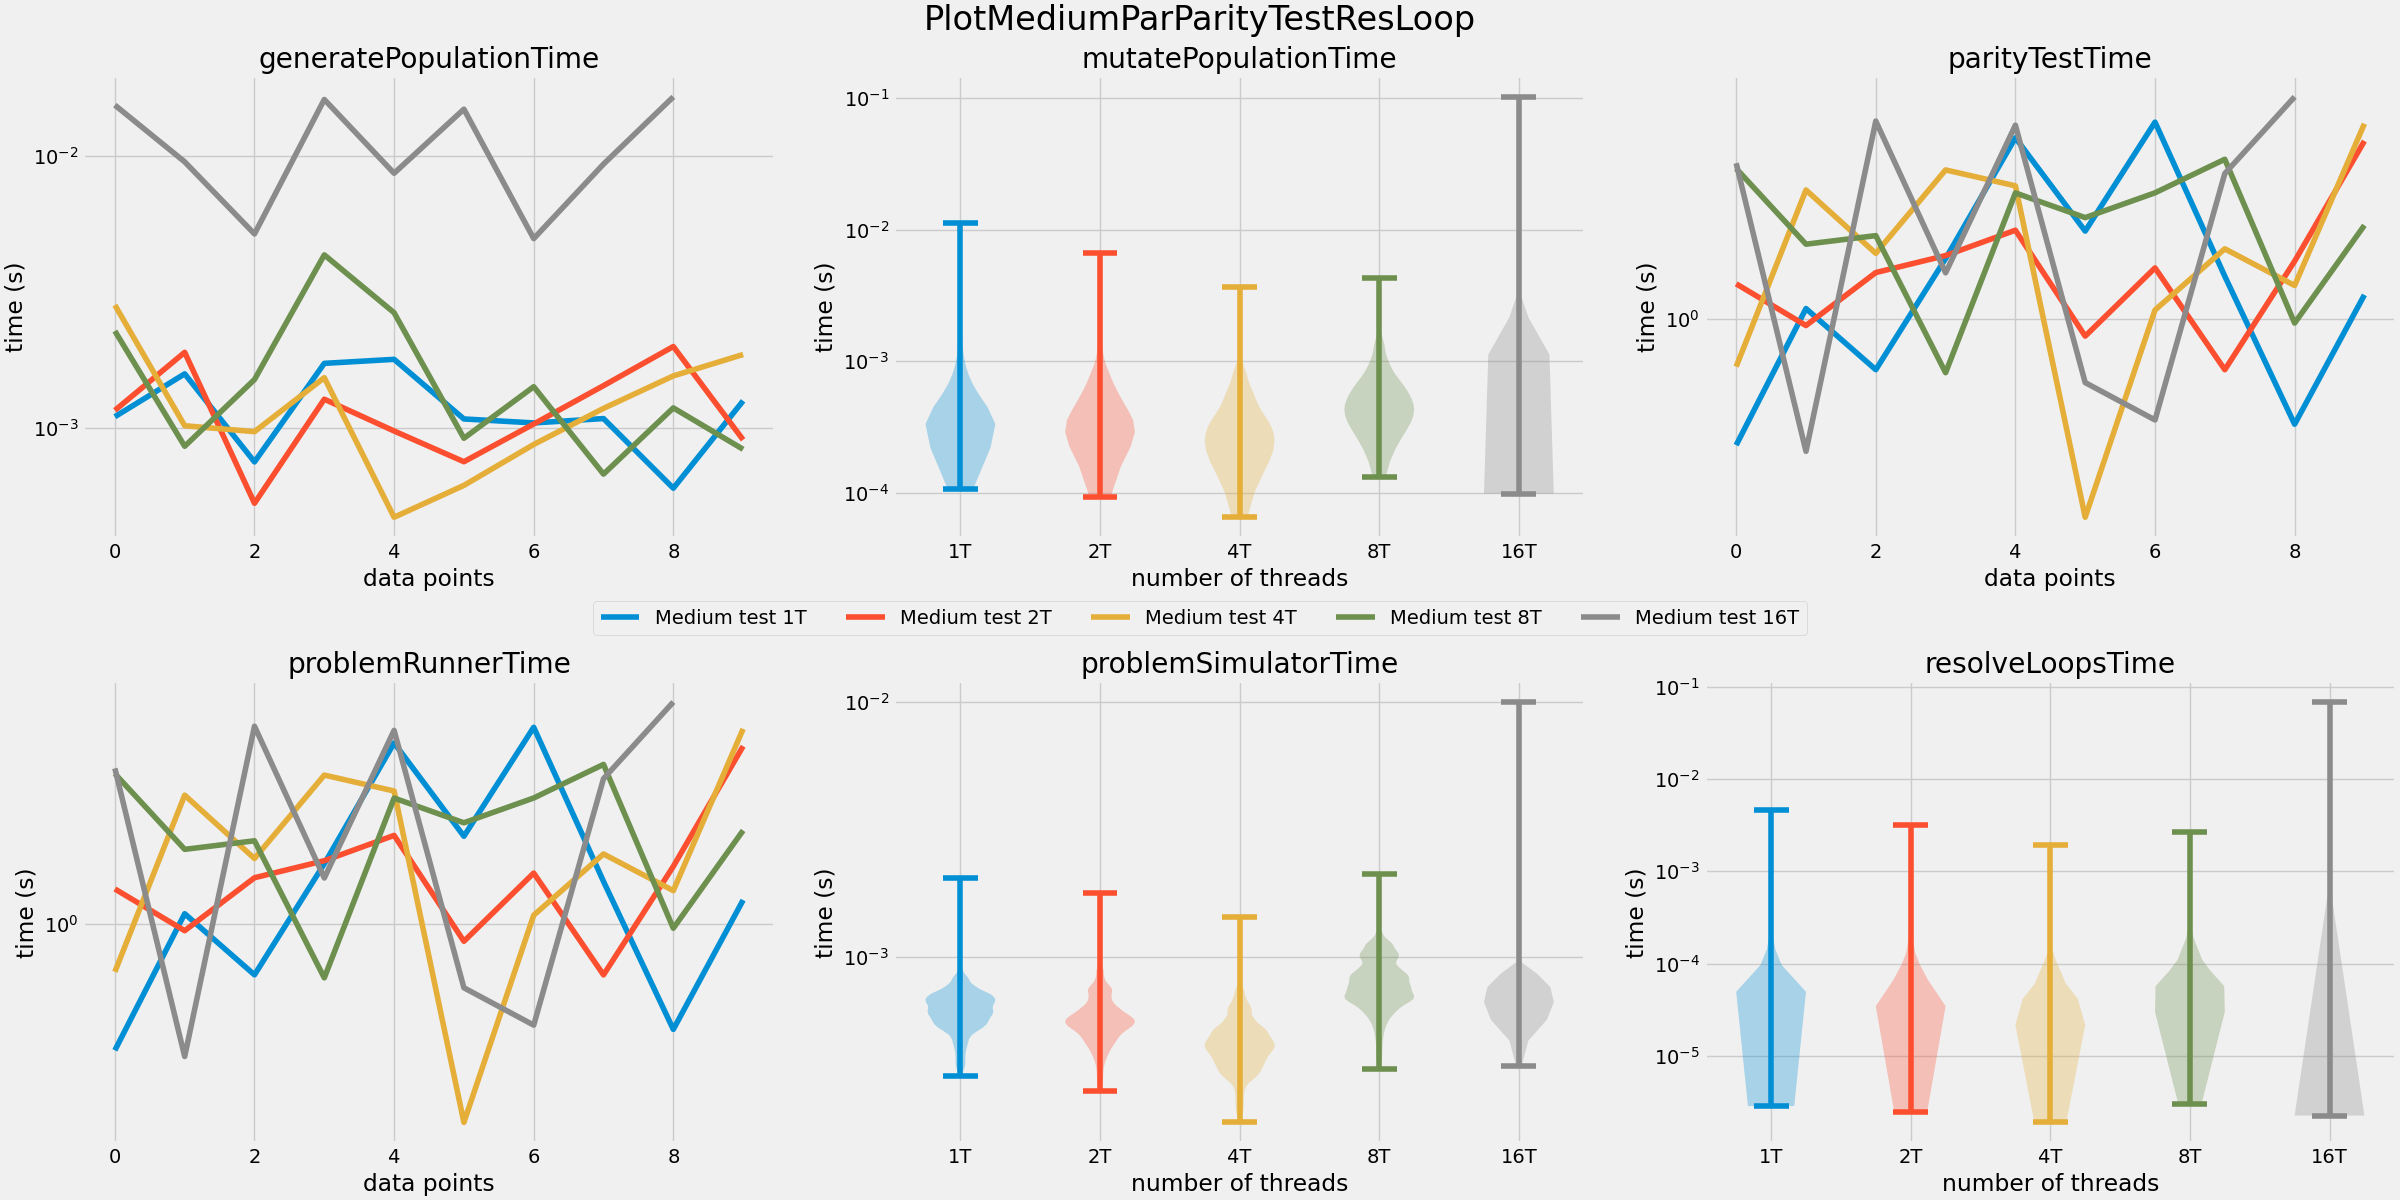 PlotMediumParParityTestResLoop
generatePopulationTime
time (s)
10⁻²
10⁻³
0 2 4 6 8
data points
mutatePopulationTime
time (s)
10⁻¹
10⁻²
10⁻³
10⁻⁴
1T 2T 4T 8T 16T
number of threads
parityTestTime
time (s)
10⁰
0 2 4 6 8
data points
Medium test 1T Medium test 2T Medium test 4T Medium test 8T Medium test 16T
problemRunnerTime
time (s)
10⁰
0 2 4 6 8
data points
problemSimulatorTime
time (s)
10⁻²
10⁻³
1T 2T 4T 8T 16T
number of threads
resolveLoopsTime
time (s)
10⁻¹
10⁻²
10⁻³
10⁻⁴
10⁻⁵
1T 2T 4T 8T 16T
number of threads